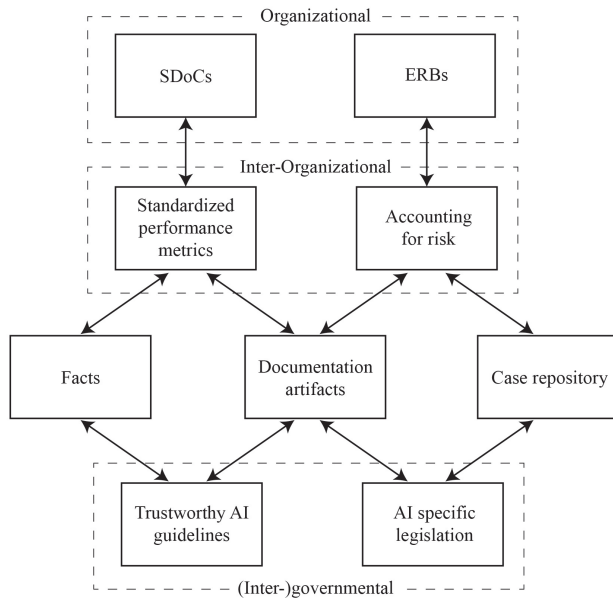 Organizational
SDoCs
ERBs
Inter-Organizational
Standardized
performance
metrics
Accounting
for risk
Facts
Documentation
artifacts
Case repository
Trustworthy AI
guidelines
AI specific
legislation
(Inter-)governmental